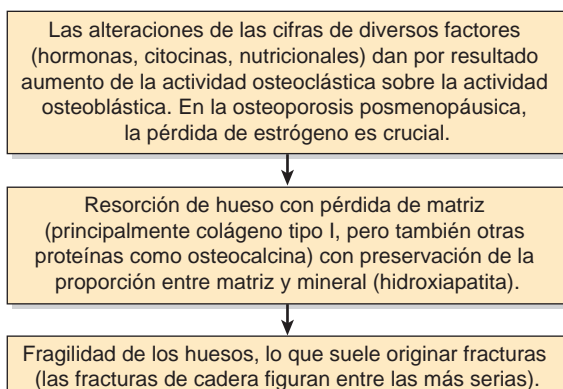 Las alteraciones de las cifras de diversos factores
(hormonas, citocinas, nutricionales) dan por resultado
aumento de la actividad osteoclástica sobre la actividad
osteoblástica. En la osteoporosis posmenopáusica,
la pérdida de estrógeno es crucial.
Resorción de hueso con pérdida de matriz
(principalmente colágeno tipo I, pero también otras
proteínas como osteocalcina) con preservación de la
proporción entre matriz y mineral (hidroxiapatita).
Fragilidad de los huesos, lo que suele originar fracturas
(las fracturas de cadera figuran entre las más serias).